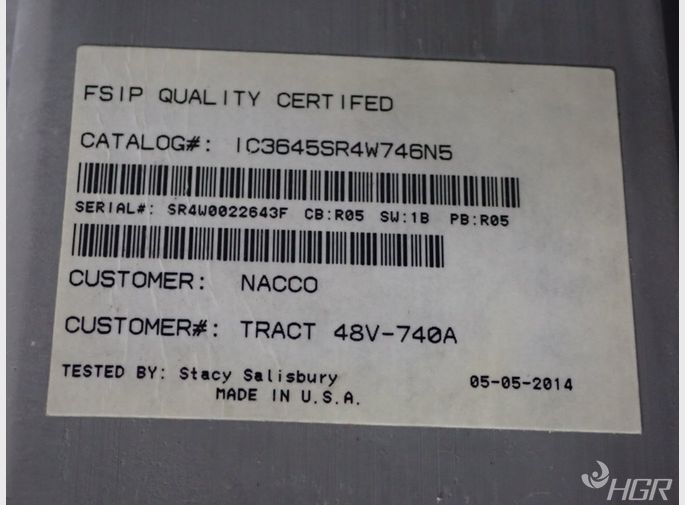 FSIP QUALITY CERTIFED
CATALOG#: IC3645SR4W746N5
SERIAL#: SR4W0022643F CB:R05 SW:1B PB:R05
CUSTOMER: NACCO
CUSTOMER#: TRACT 48V-740A
TESTED BY: Stacy Salisbury 05-05-2014
MADE IN U.S.A.
HGR